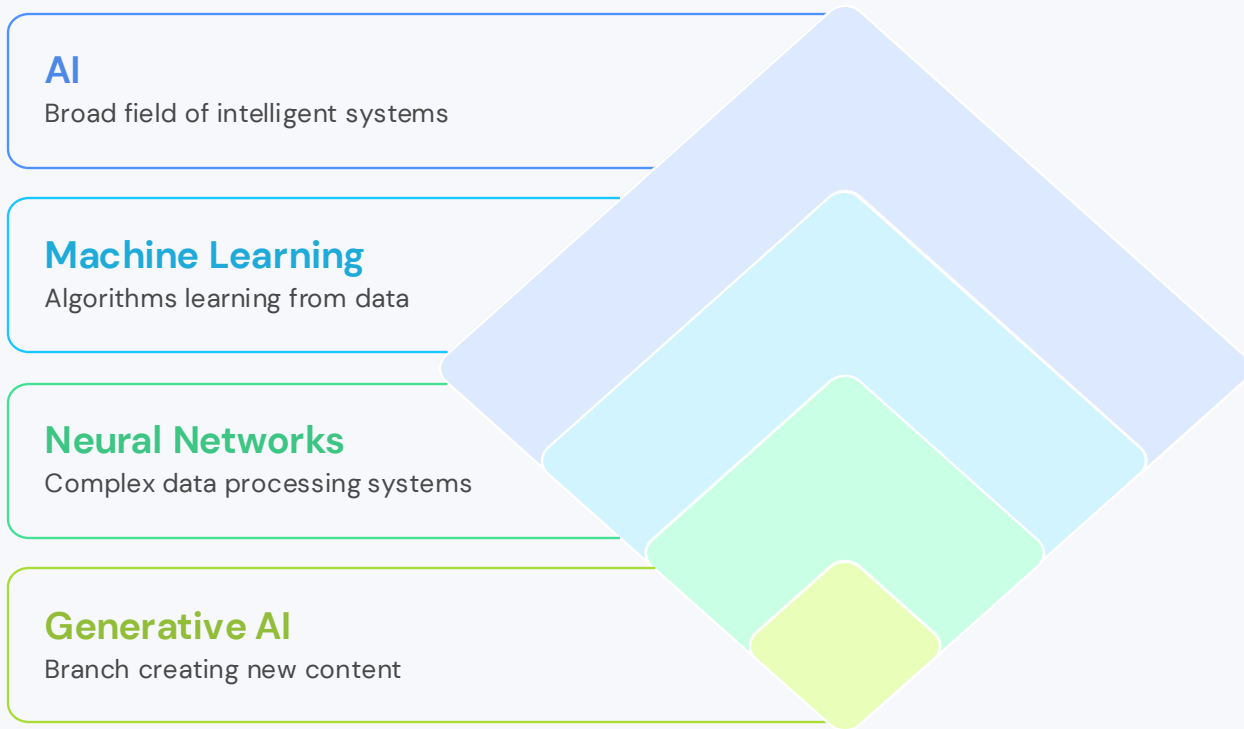 AI
Broad field of intelligent systems
Machine Learning
Algorithms learning from data
Neural Networks
Complex data processing systems
Generative AI
Branch creating new content